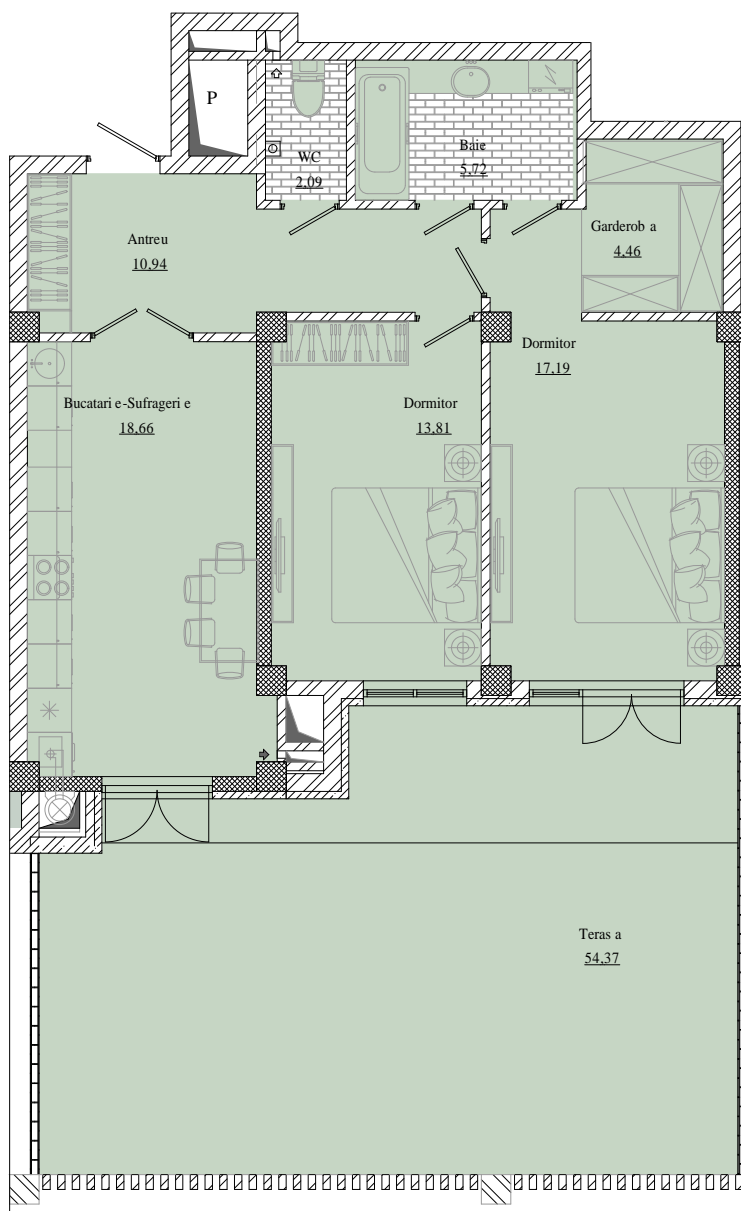 P
WC
2,09
Baie
5,72
Garderob a
4,46
Antreu
10,94
Dormitor
17,19
Bucatari e-Sufrageri e
18,66
Dormitor
13,81
Teras a
54,37